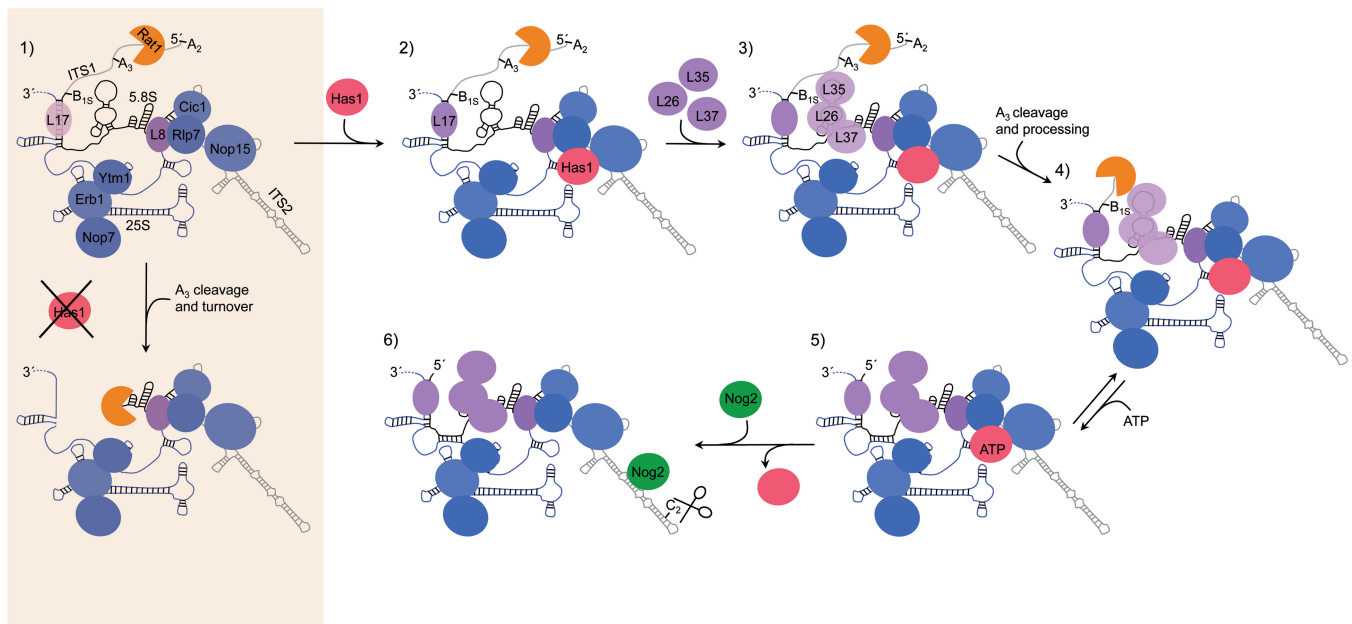 1)
Rat1
5´
A2
A3
ITS1
3´
B1S
5.8S
Cic1
L17
L8
Rlp7
Nop15
Ytm1
Erb1
25S
Nop7
ITS2
Has1
A3 cleavage
and turnover
3´
Has1
2)
5´
A2
A3
3´
B1S
L17
Has1
L35
L26
L37
3)
5´
A2
A3
3´
B1S
L35
L26
L37
A3 cleavage
and processing
4)
3´
B1S
ATP
5)
3´
5´
ATP
Nog2
6)
3´
5´
Nog2
C2